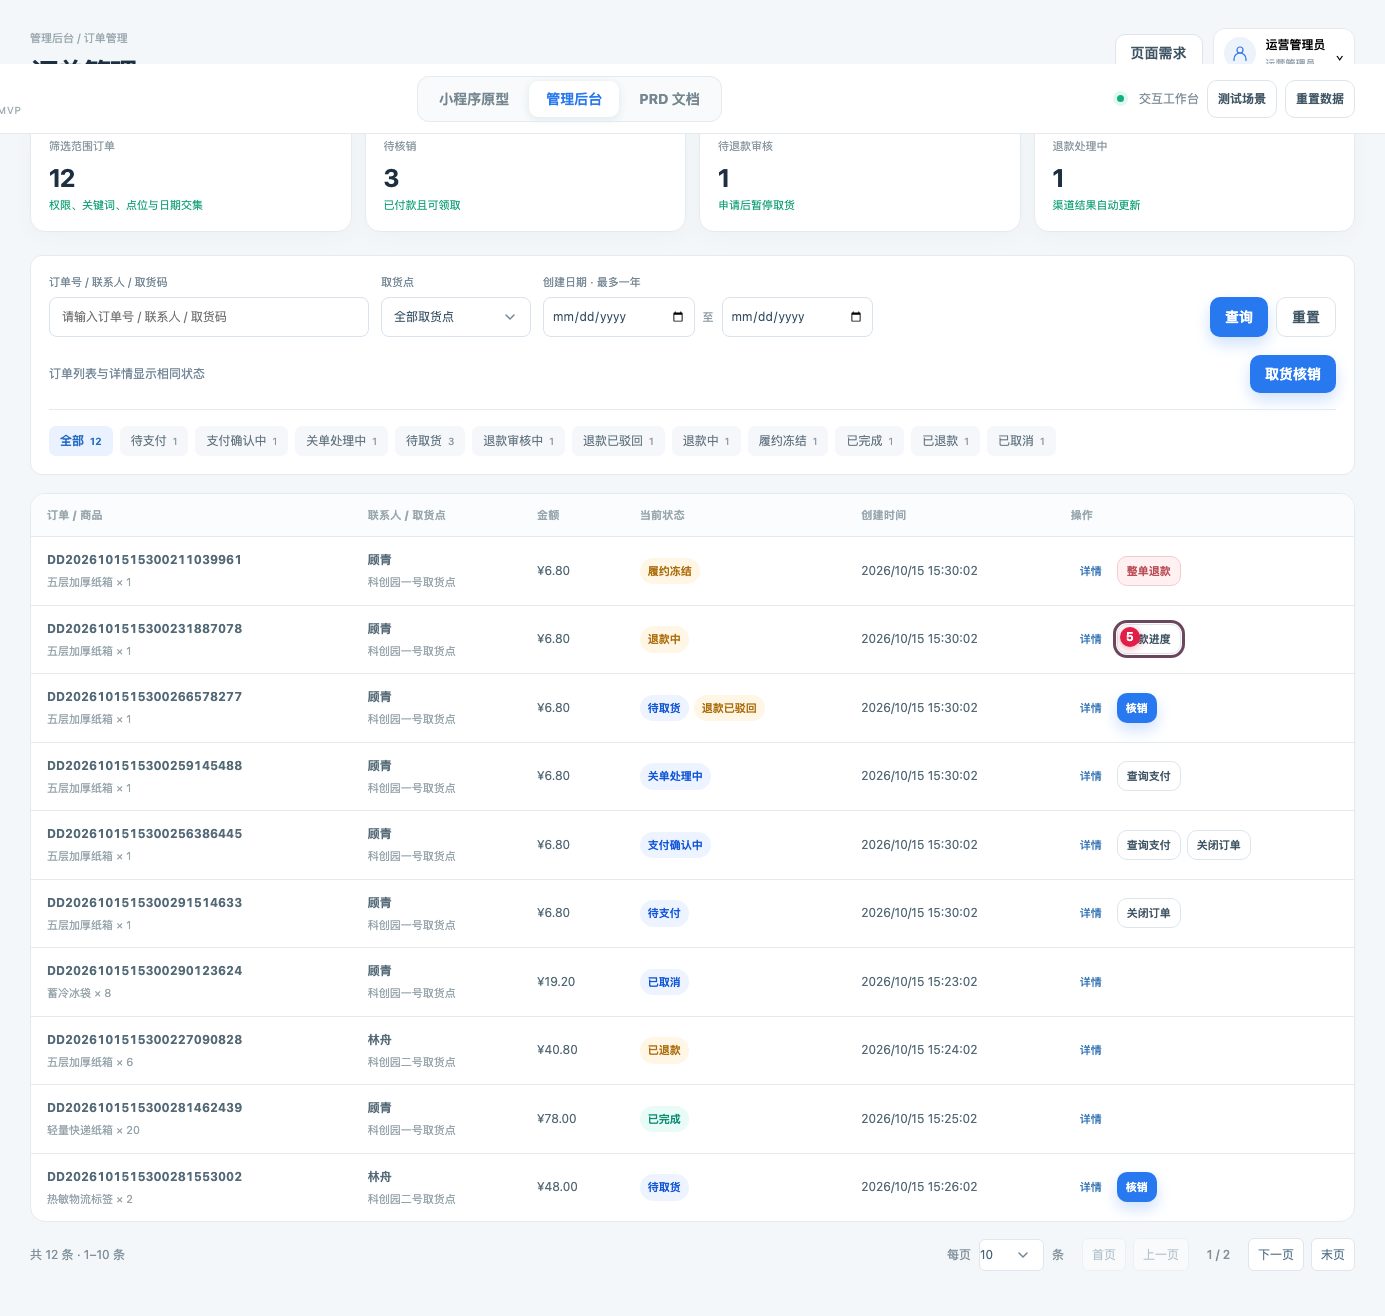 管理后台 / 订单管理
页面需求
运营管理员
MVP
小程序原型
管理后台
PRD 文档
交互工作台
测试场景
重置数据
筛选范围订单
12
权限、关键词、点位与日期交集
待核销
3
已付款且可领取
待退款审核
1
申请后暂停取货
退款处理中
1
渠道结果自动更新
订单号 / 联系人 / 取货码
取货点
创建日期 · 最多一年
请输入订单号 / 联系人 / 取货码
全部取货点
mm/dd/yyyy
至
mm/dd/yyyy
查询
重置
订单列表与详情显示相同状态
取货核销
全部 12
待支付 1
支付确认中 1
关单处理中 1
待取货 3
退款审核中 1
退款已驳回 1
退款中 1
履约冻结 1
已完成 1
已退款 1
已取消 1
订单 / 商品
联系人 / 取货点
金额
当前状态
创建时间
操作
DD2026101515300211039961
五层加厚纸箱 × 1
顾青
科创园一号取货点
¥6.80
履约冻结
2026/10/15 15:30:02
详情
整单退款
DD2026101515300231887078
五层加厚纸箱 × 1
顾青
科创园一号取货点
¥6.80
退款中
2026/10/15 15:30:02
详情
5
款进度
DD2026101515300266578277
五层加厚纸箱 × 1
顾青
科创园一号取货点
¥6.80
待取货
退款已驳回
2026/10/15 15:30:02
详情
核销
DD2026101515300259145488
五层加厚纸箱 × 1
顾青
科创园一号取货点
¥6.80
关单处理中
2026/10/15 15:30:02
详情
查询支付
DD2026101515300256386445
五层加厚纸箱 × 1
顾青
科创园一号取货点
¥6.80
支付确认中
2026/10/15 15:30:02
详情
查询支付
关闭订单
DD2026101515300291514633
五层加厚纸箱 × 1
顾青
科创园一号取货点
¥6.80
待支付
2026/10/15 15:30:02
详情
关闭订单
DD2026101515300290123624
蓄冷冰袋 × 8
顾青
科创园一号取货点
¥19.20
已取消
2026/10/15 15:23:02
详情
DD2026101515300227090828
五层加厚纸箱 × 6
林舟
科创园二号取货点
¥40.80
已退款
2026/10/15 15:24:02
详情
DD2026101515300281462439
轻量快递纸箱 × 20
顾青
科创园一号取货点
¥78.00
已完成
2026/10/15 15:25:02
详情
DD2026101515300281553002
热敏物流标签 × 2
林舟
科创园二号取货点
¥48.00
待取货
2026/10/15 15:26:02
详情
核销
共 12 条 · 1–10 条
每页
10
条
首页
上一页
1 / 2
下一页
末页